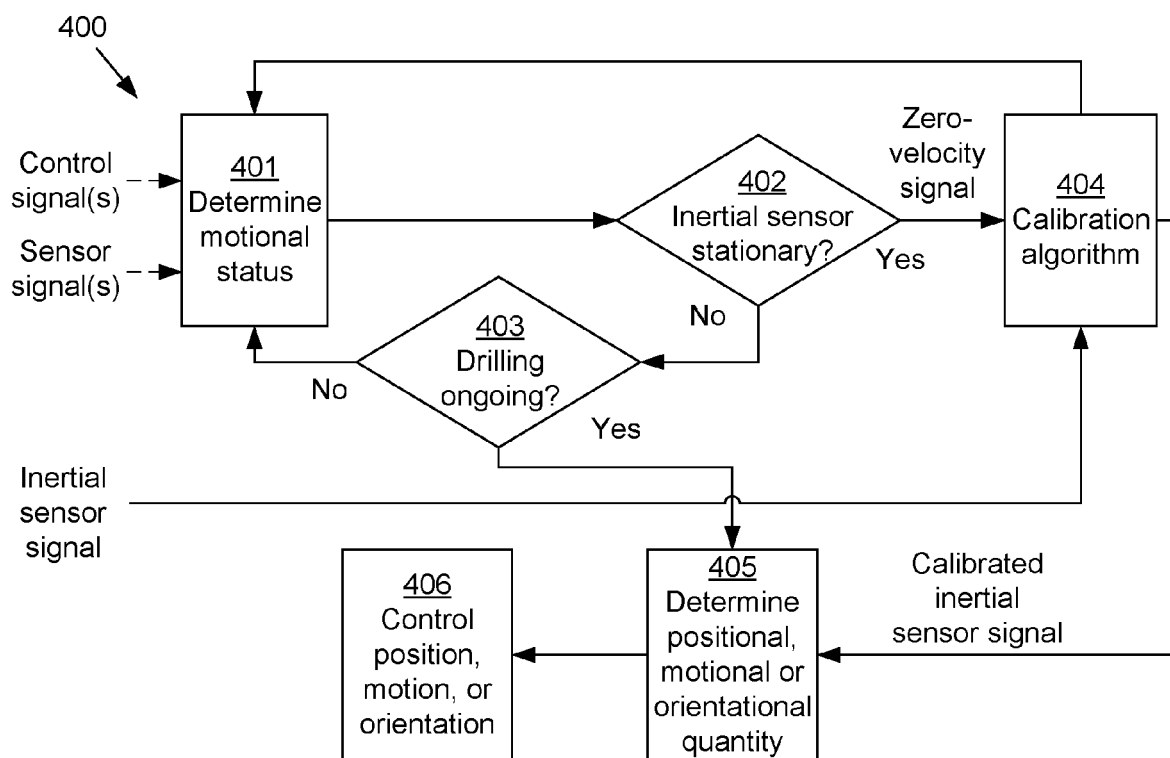 400
Control
signal(s)
Sensor
signal(s)
401
Determine
motional
status
402
Inertial sensor
stationary?
Zero-
velocity
signal
Yes
No
404
Calibration
algorithm
403
Drilling
ongoing?
No
Yes
Inertial
sensor
signal
406
Control
position,
motion, or
orientation
405
Determine
positional,
motional or
orientational
quantity
Calibrated
inertial
sensor signal